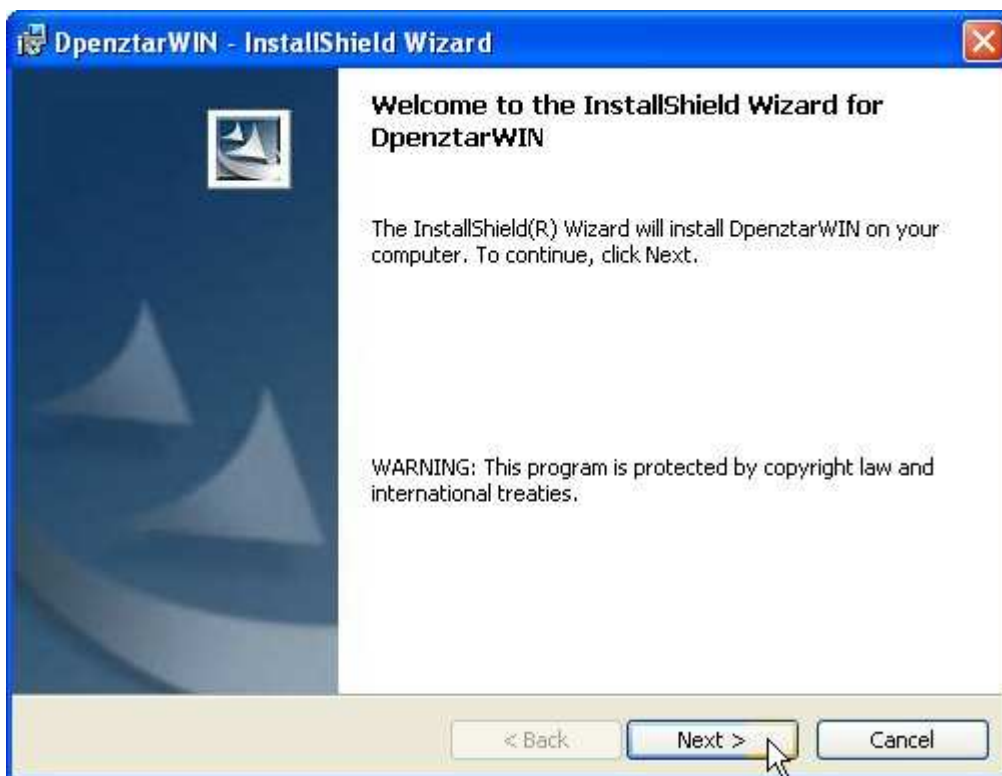 DpenztarWIN - InstallShield Wizard
Welcome to the InstallShield Wizard for
DpenztarWIN
The InstallShield(R) Wizard will install DpenztarWIN on your
computer. To continue, click Next.
WARNING: This program is protected by copyright law and
international treaties.
< Back
Next >
Cancel